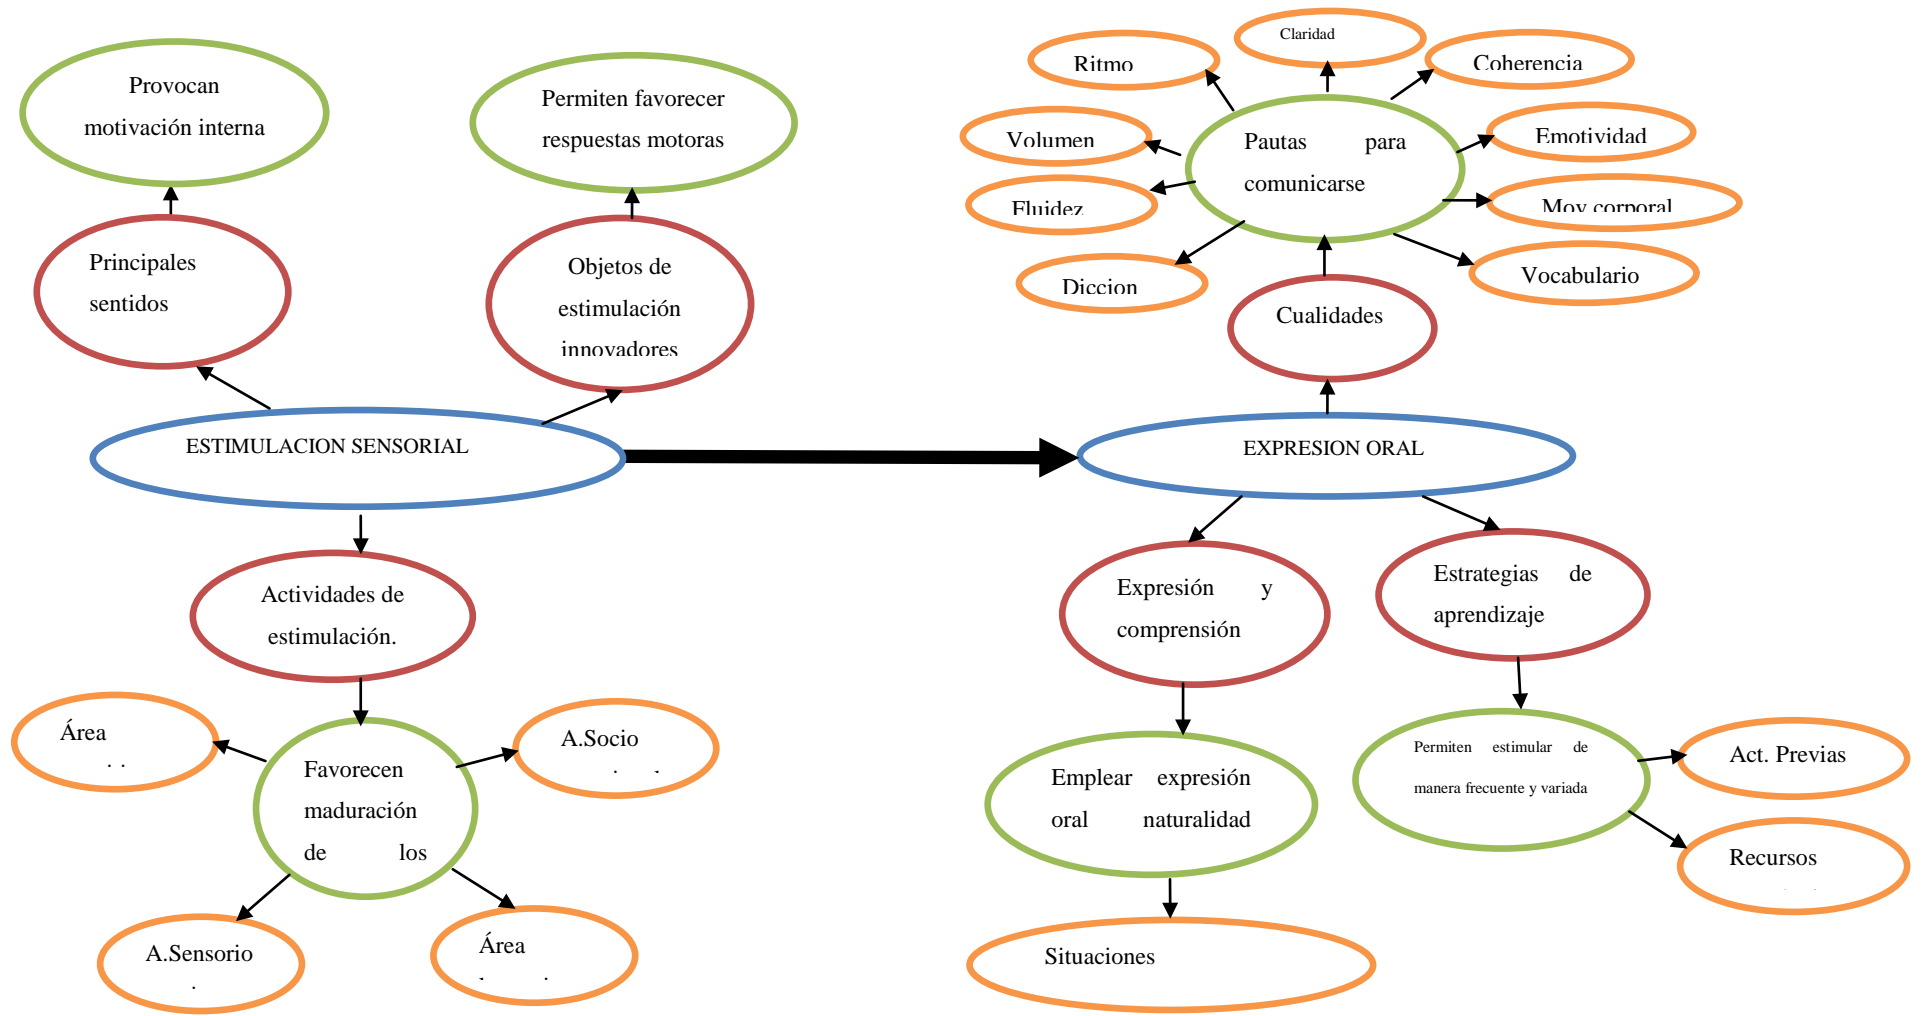 Provocan
motivación interna
Permiten favorecer
respuestas motoras
Principales
sentidos
Objetos de
estimulación
innovadores
ESTIMULACION SENSORIAL
Actividades de
estimulación.
Favorecen
maduración
de los
Área
A.Socio
A.Sensorio
Área
Claridad
Ritmo
Coherencia
Volumen
Emotividad
Fluidez
Mov corporal
Diccion
Vocabulario
Pautas para
comunicarse
Cualidades
EXPRESION ORAL
Expresión y
comprensión
Estrategias de
aprendizaje
Emplear expresión
oral naturalidad
Permiten estimular de
manera frecuente y variada
Act. Previas
Recursos
Situaciones